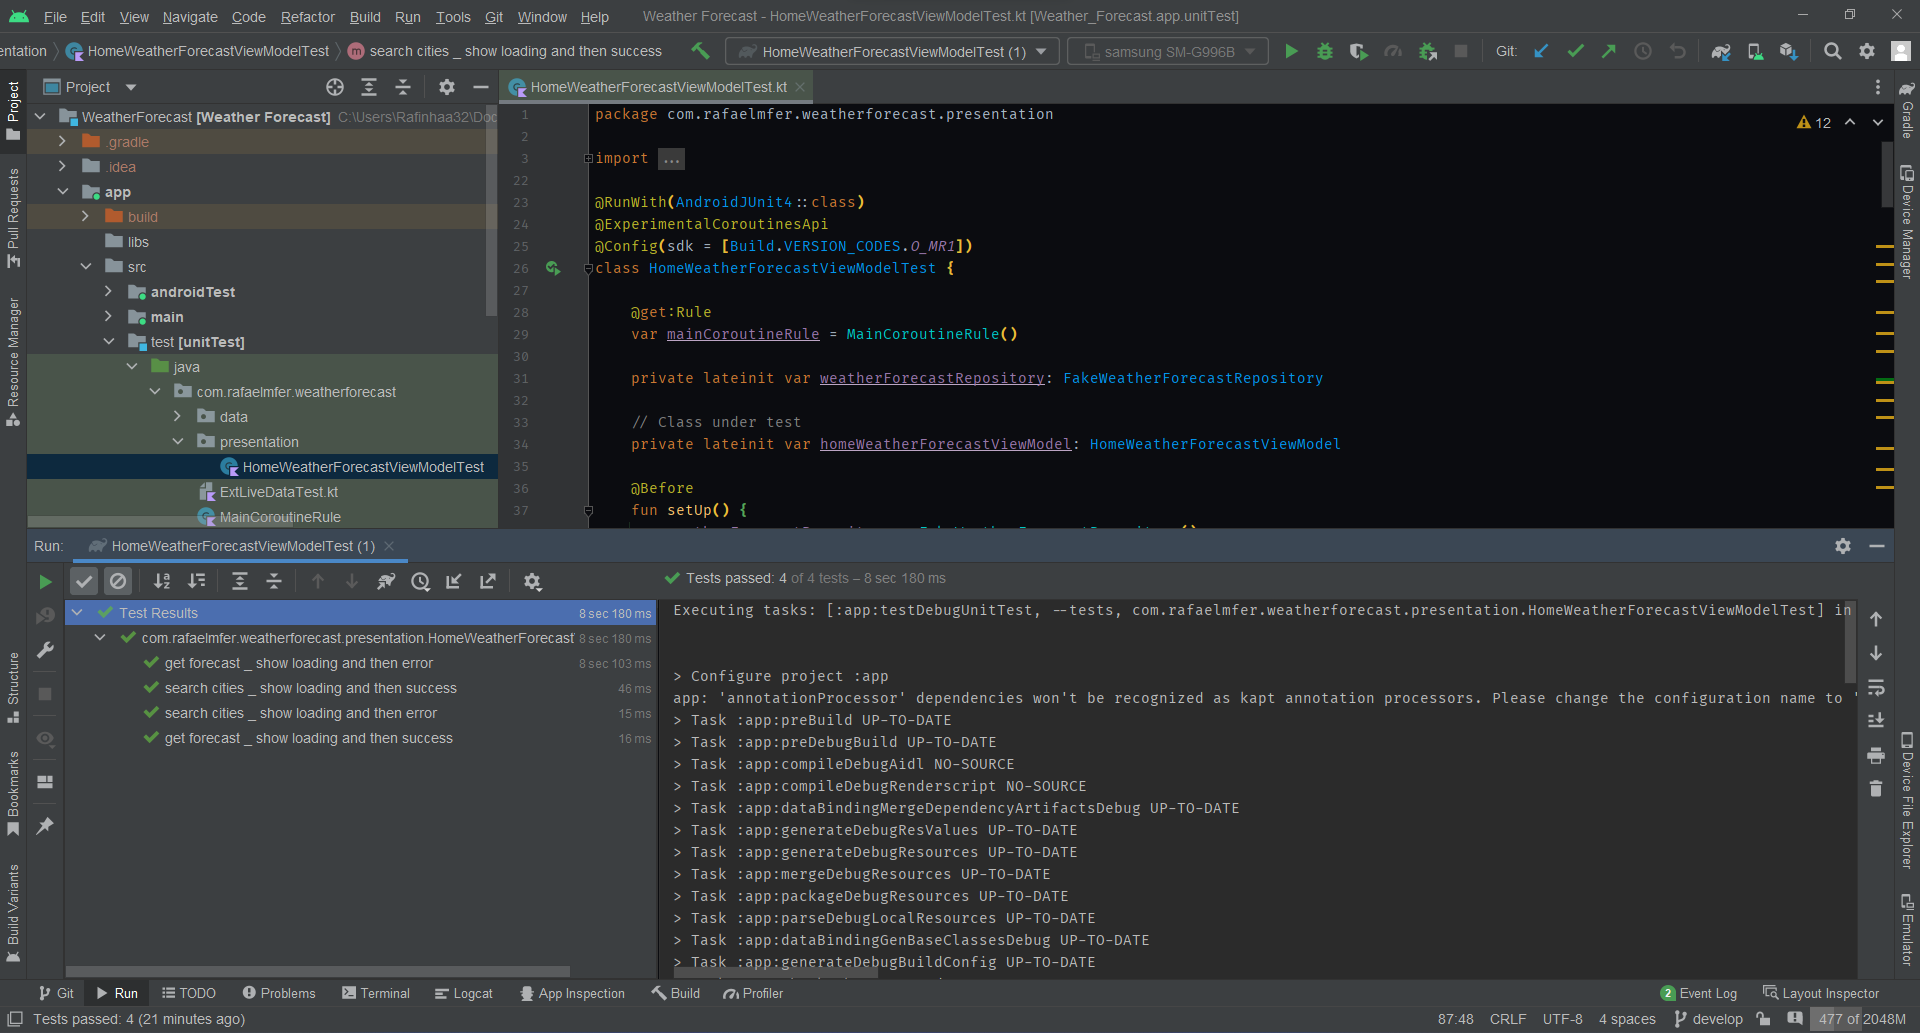 File Edit View Navigate Code Refactor Build Run Tools Git Window Help Weather Forecast - HomeWeatherForecastViewModelTest.kt [Weather_Forecast.app.unitTest]
entation HomeWeatherForecastViewModelTest search cities _ show loading and then success HomeWeatherForecastViewModelTest (1) samsung SM-G996B Git:
Project
HomeWeatherForecastViewModelTest.kt
Project
Pull Requests
Resource Manager
Structure
Bookmarks
Build Variants
WeatherForecast [Weather Forecast] C:\Users\Rafinhaa32\Doc
.gradle
.idea
app
build
libs
src
androidTest
main
test [unitTest]
java
com.rafaelmfer.weatherforecast
data
presentation
HomeWeatherForecastViewModelTest
ExtLiveDataTest.kt
MainCoroutineRule
12
1 package com.rafaelmfer.weatherforecast.presentation
2
3 import ...
22
23 @RunWith(AndroidJUnit4::class)
24 @ExperimentalCoroutinesApi
25 @Config(sdk = [Build.VERSION_CODES.O_MR1])
26 class HomeWeatherForecastViewModelTest {
27
28 @get:Rule
29 var mainCoroutineRule = MainCoroutineRule()
30
31 private lateinit var weatherForecastRepository: FakeWeatherForecastRepository
32
33 // Class under test
34 private lateinit var homeWeatherForecastViewModel: HomeWeatherForecastViewModel
35
36 @Before
37 fun setUp() {
Gradle
Device Manager
Device File Explorer
Emulator
Run: HomeWeatherForecastViewModelTest (1)
Tests passed: 4 of 4 tests – 8 sec 180 ms
Test Results 8 sec 180 ms
com.rafaelmfer.weatherforecast.presentation.HomeWeatherForecast 8 sec 180 ms
get forecast _ show loading and then error 8 sec 103 ms
search cities _ show loading and then success 46 ms
search cities _ show loading and then error 15 ms
get forecast _ show loading and then success 16 ms
Executing tasks: [:app:testDebugUnitTest, --tests, com.rafaelmfer.weatherforecast.presentation.HomeWeatherForecastViewModelTest] in
> Configure project :app
app: 'annotationProcessor' dependencies won't be recognized as kapt annotation processors. Please change the configuration name to '
> Task :app:preBuild UP-TO-DATE
> Task :app:preDebugBuild UP-TO-DATE
> Task :app:compileDebugAidl NO-SOURCE
> Task :app:compileDebugRenderscript NO-SOURCE
> Task :app:dataBindingMergeDependencyArtifactsDebug UP-TO-DATE
> Task :app:generateDebugResValues UP-TO-DATE
> Task :app:generateDebugResources UP-TO-DATE
> Task :app:mergeDebugResources UP-TO-DATE
> Task :app:packageDebugResources UP-TO-DATE
> Task :app:parseDebugLocalResources UP-TO-DATE
> Task :app:dataBindingGenBaseClassesDebug UP-TO-DATE
> Task :app:generateDebugBuildConfig UP-TO-DATE
Git Run TODO Problems Terminal Logcat App Inspection Build Profiler 2 Event Log Layout Inspector
Tests passed: 4 (21 minutes ago) 87:48 CRLF UTF-8 4 spaces develop 477 of 2048M